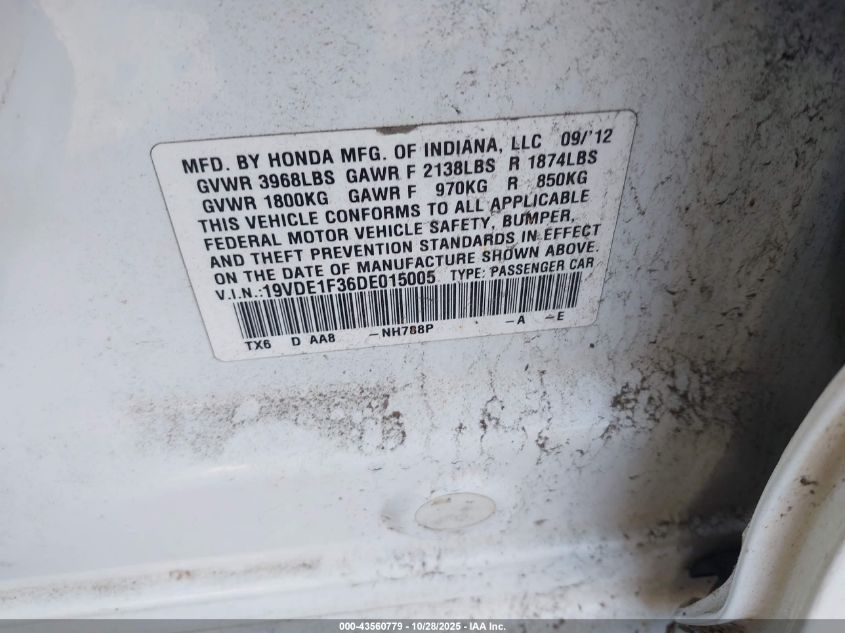 MFD. BY HONDA MFG. OF INDIANA, LLC 09/'12
GVWR 3968LBS GAWR F 2138LBS R 1874LBS
GVWR 1800KG GAWR F 970KG R 850KG
THIS VEHICLE CONFORMS TO ALL APPLICABLE
FEDERAL MOTOR VEHICLE SAFETY, BUMPER,
AND THEFT PREVENTION STANDARDS IN EFFECT
ON THE DATE OF MANUFACTURE SHOWN ABOVE.
V.I.N.:19VDE1F36DE015005 TYPE: PASSENGER CAR
TX6 D AA8 -NH788P -A -E
000-43560779 - 10/28/2025 - IAA Inc.